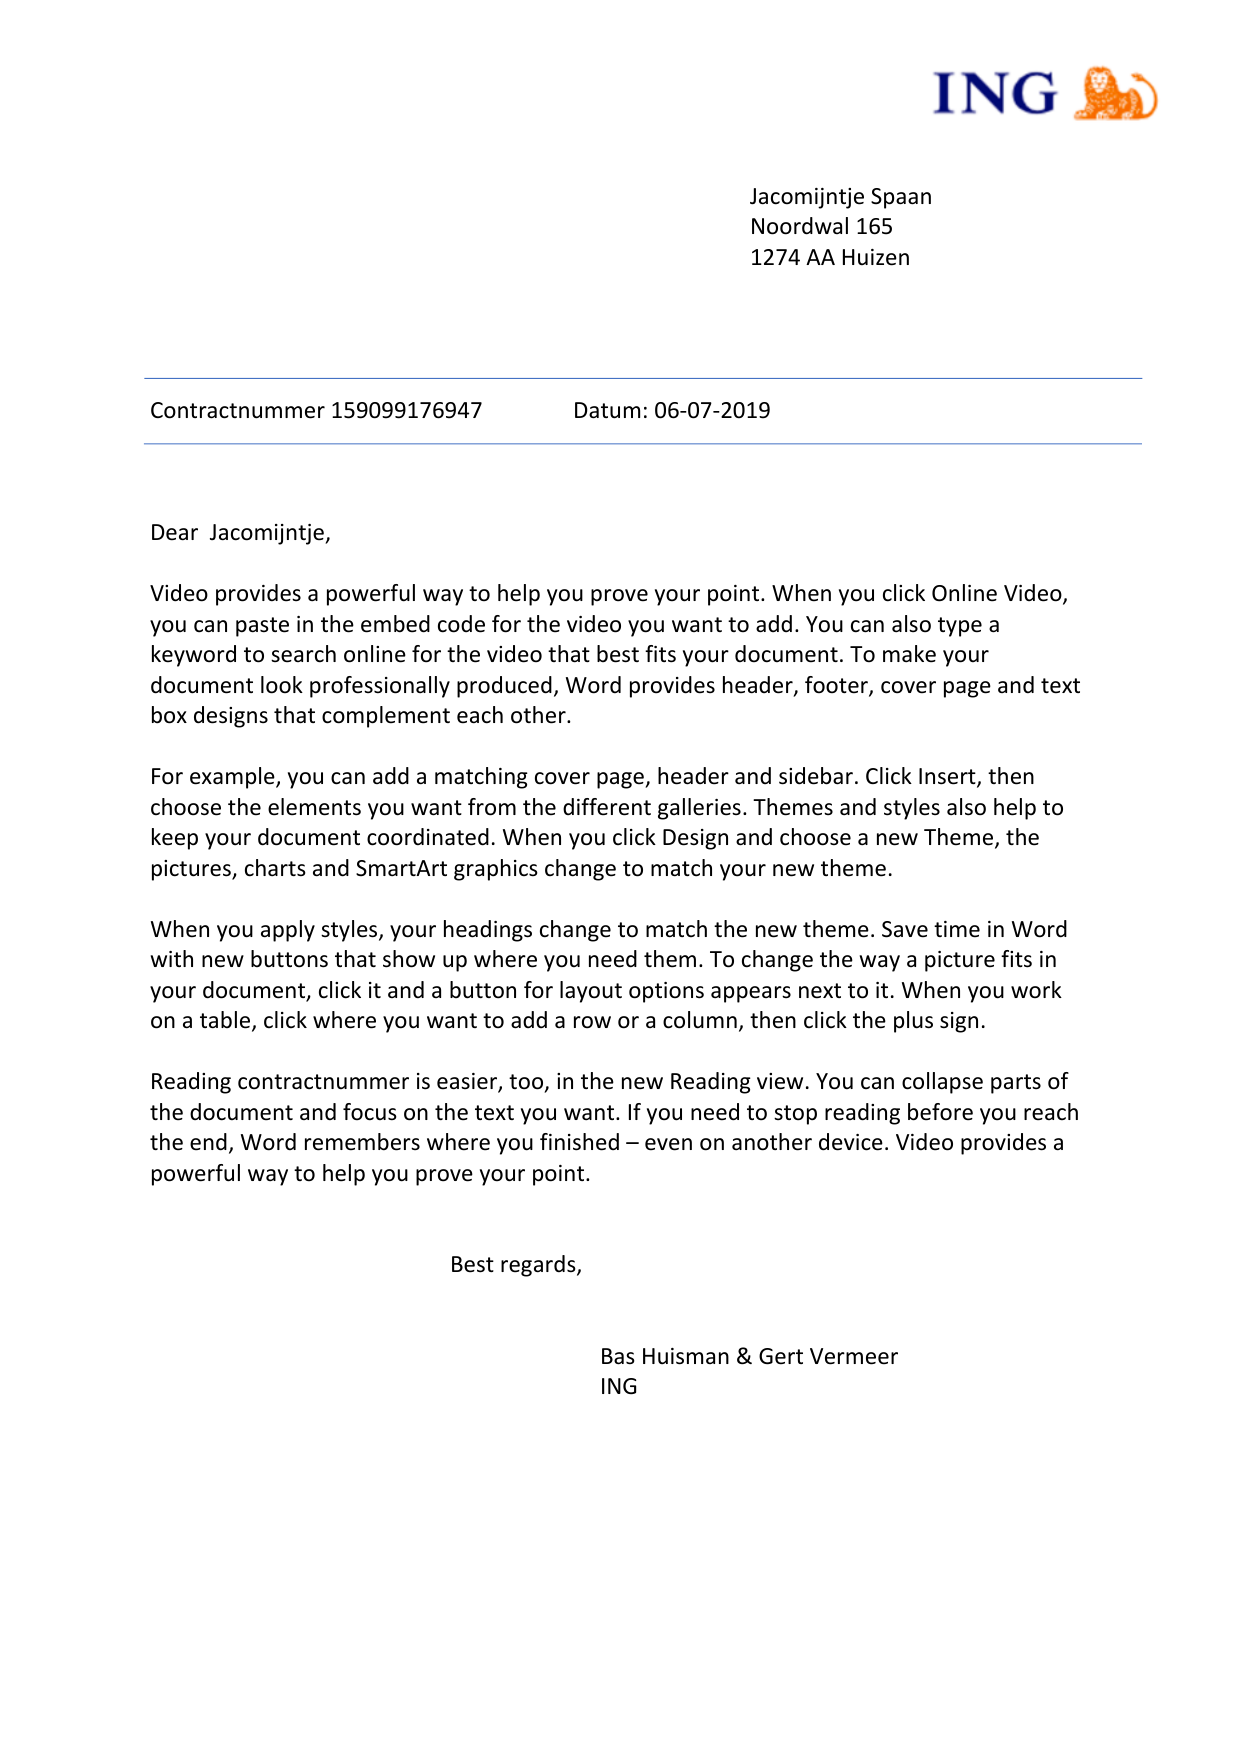 ING
Jacomijntje Spaan
Noordwal 165
1274 AA Huizen
Contractnummer 159099176947 Datum: 06-07-2019
Dear  Jacomijntje,
Video provides a powerful way to help you prove your point. When you click Online Video,
you can paste in the embed code for the video you want to add. You can also type a
keyword to search online for the video that best fits your document. To make your
document look professionally produced, Word provides header, footer, cover page and text
box designs that complement each other.
For example, you can add a matching cover page, header and sidebar. Click Insert, then
choose the elements you want from the different galleries. Themes and styles also help to
keep your document coordinated. When you click Design and choose a new Theme, the
pictures, charts and SmartArt graphics change to match your new theme.
When you apply styles, your headings change to match the new theme. Save time in Word
with new buttons that show up where you need them. To change the way a picture fits in
your document, click it and a button for layout options appears next to it. When you work
on a table, click where you want to add a row or a column, then click the plus sign.
Reading contractnummer is easier, too, in the new Reading view. You can collapse parts of
the document and focus on the text you want. If you need to stop reading before you reach
the end, Word remembers where you finished – even on another device. Video provides a
powerful way to help you prove your point.
Best regards,
Bas Huisman & Gert Vermeer
ING